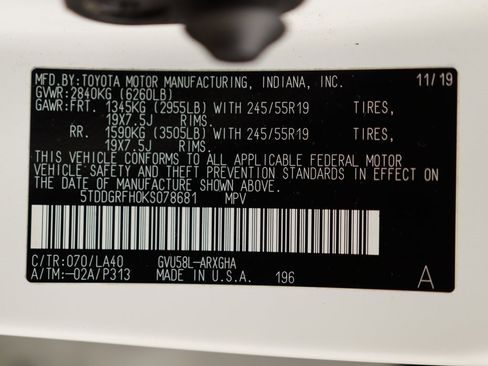 MFD.BY:TOYOTA MOTOR MANUFACTURING, INDIANA, INC. 11/19
GVWR:2840KG (6260LB)
GAWR:FRT. 1345KG (2955LB) WITH 245/55R19 TIRES,
19X7.5J RIMS.
RR. 1590KG (3505LB) WITH 245/55R19 TIRES,
19X7.5J RIMS.
THIS VEHICLE CONFORMS TO ALL APPLICABLE FEDERAL MOTOR
VEHICLE SAFETY AND THEFT PREVENTION STANDARDS IN EFFECT ON
THE DATE OF MANUFACTURE SHOWN ABOVE.
5TDDGRFH0KS078681 MPV
C/TR:070/LA40 GVU58L-ARXGHA
A/TM:-02A/P313 MADE IN U.S.A. 196 A